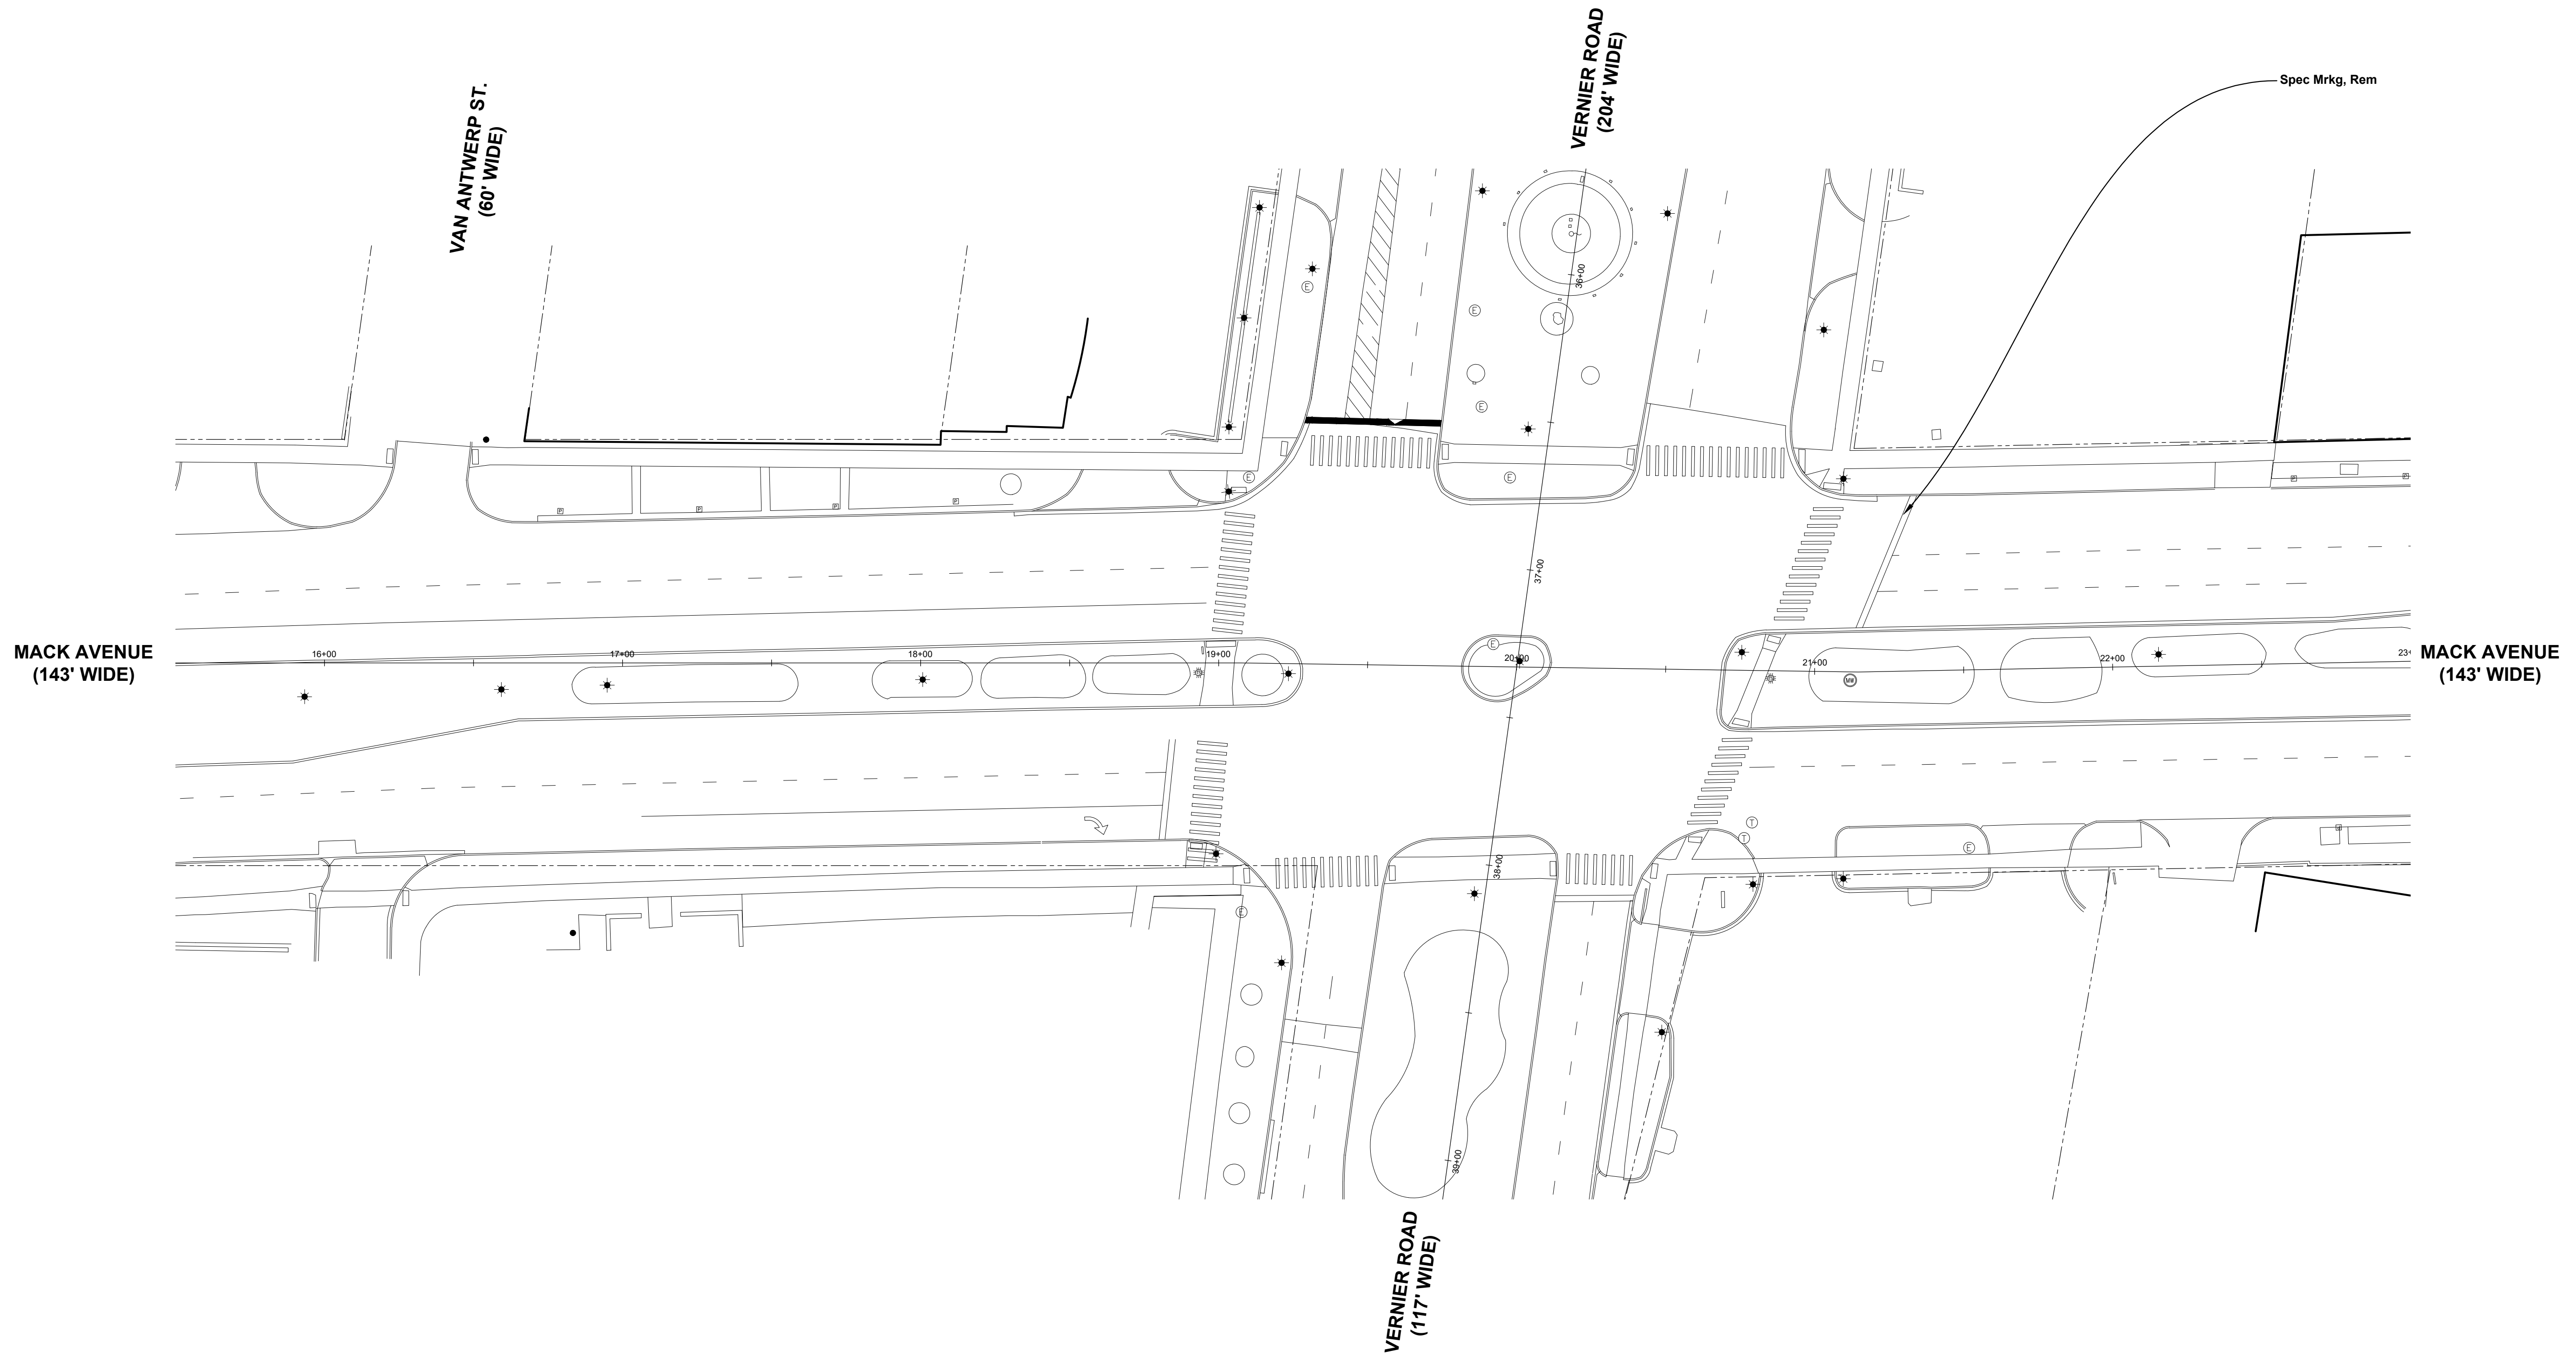 VERNIER ROAD
(204' WIDE)
Spec Mrkg, Rem
VAN ANTWERP ST.
(60' WIDE)
E
36+00
E
E
E
E
E
P
P
P
P
P
P
37+00
MACK AVENUE
(143' WIDE)
16+00
17+00
18+00
19+00
E
20+00
21+00
MW
22+00
23+
MACK AVENUE
(143' WIDE)
T
T
E
38+00
E
39+00
VERNIER ROAD
(117' WIDE)